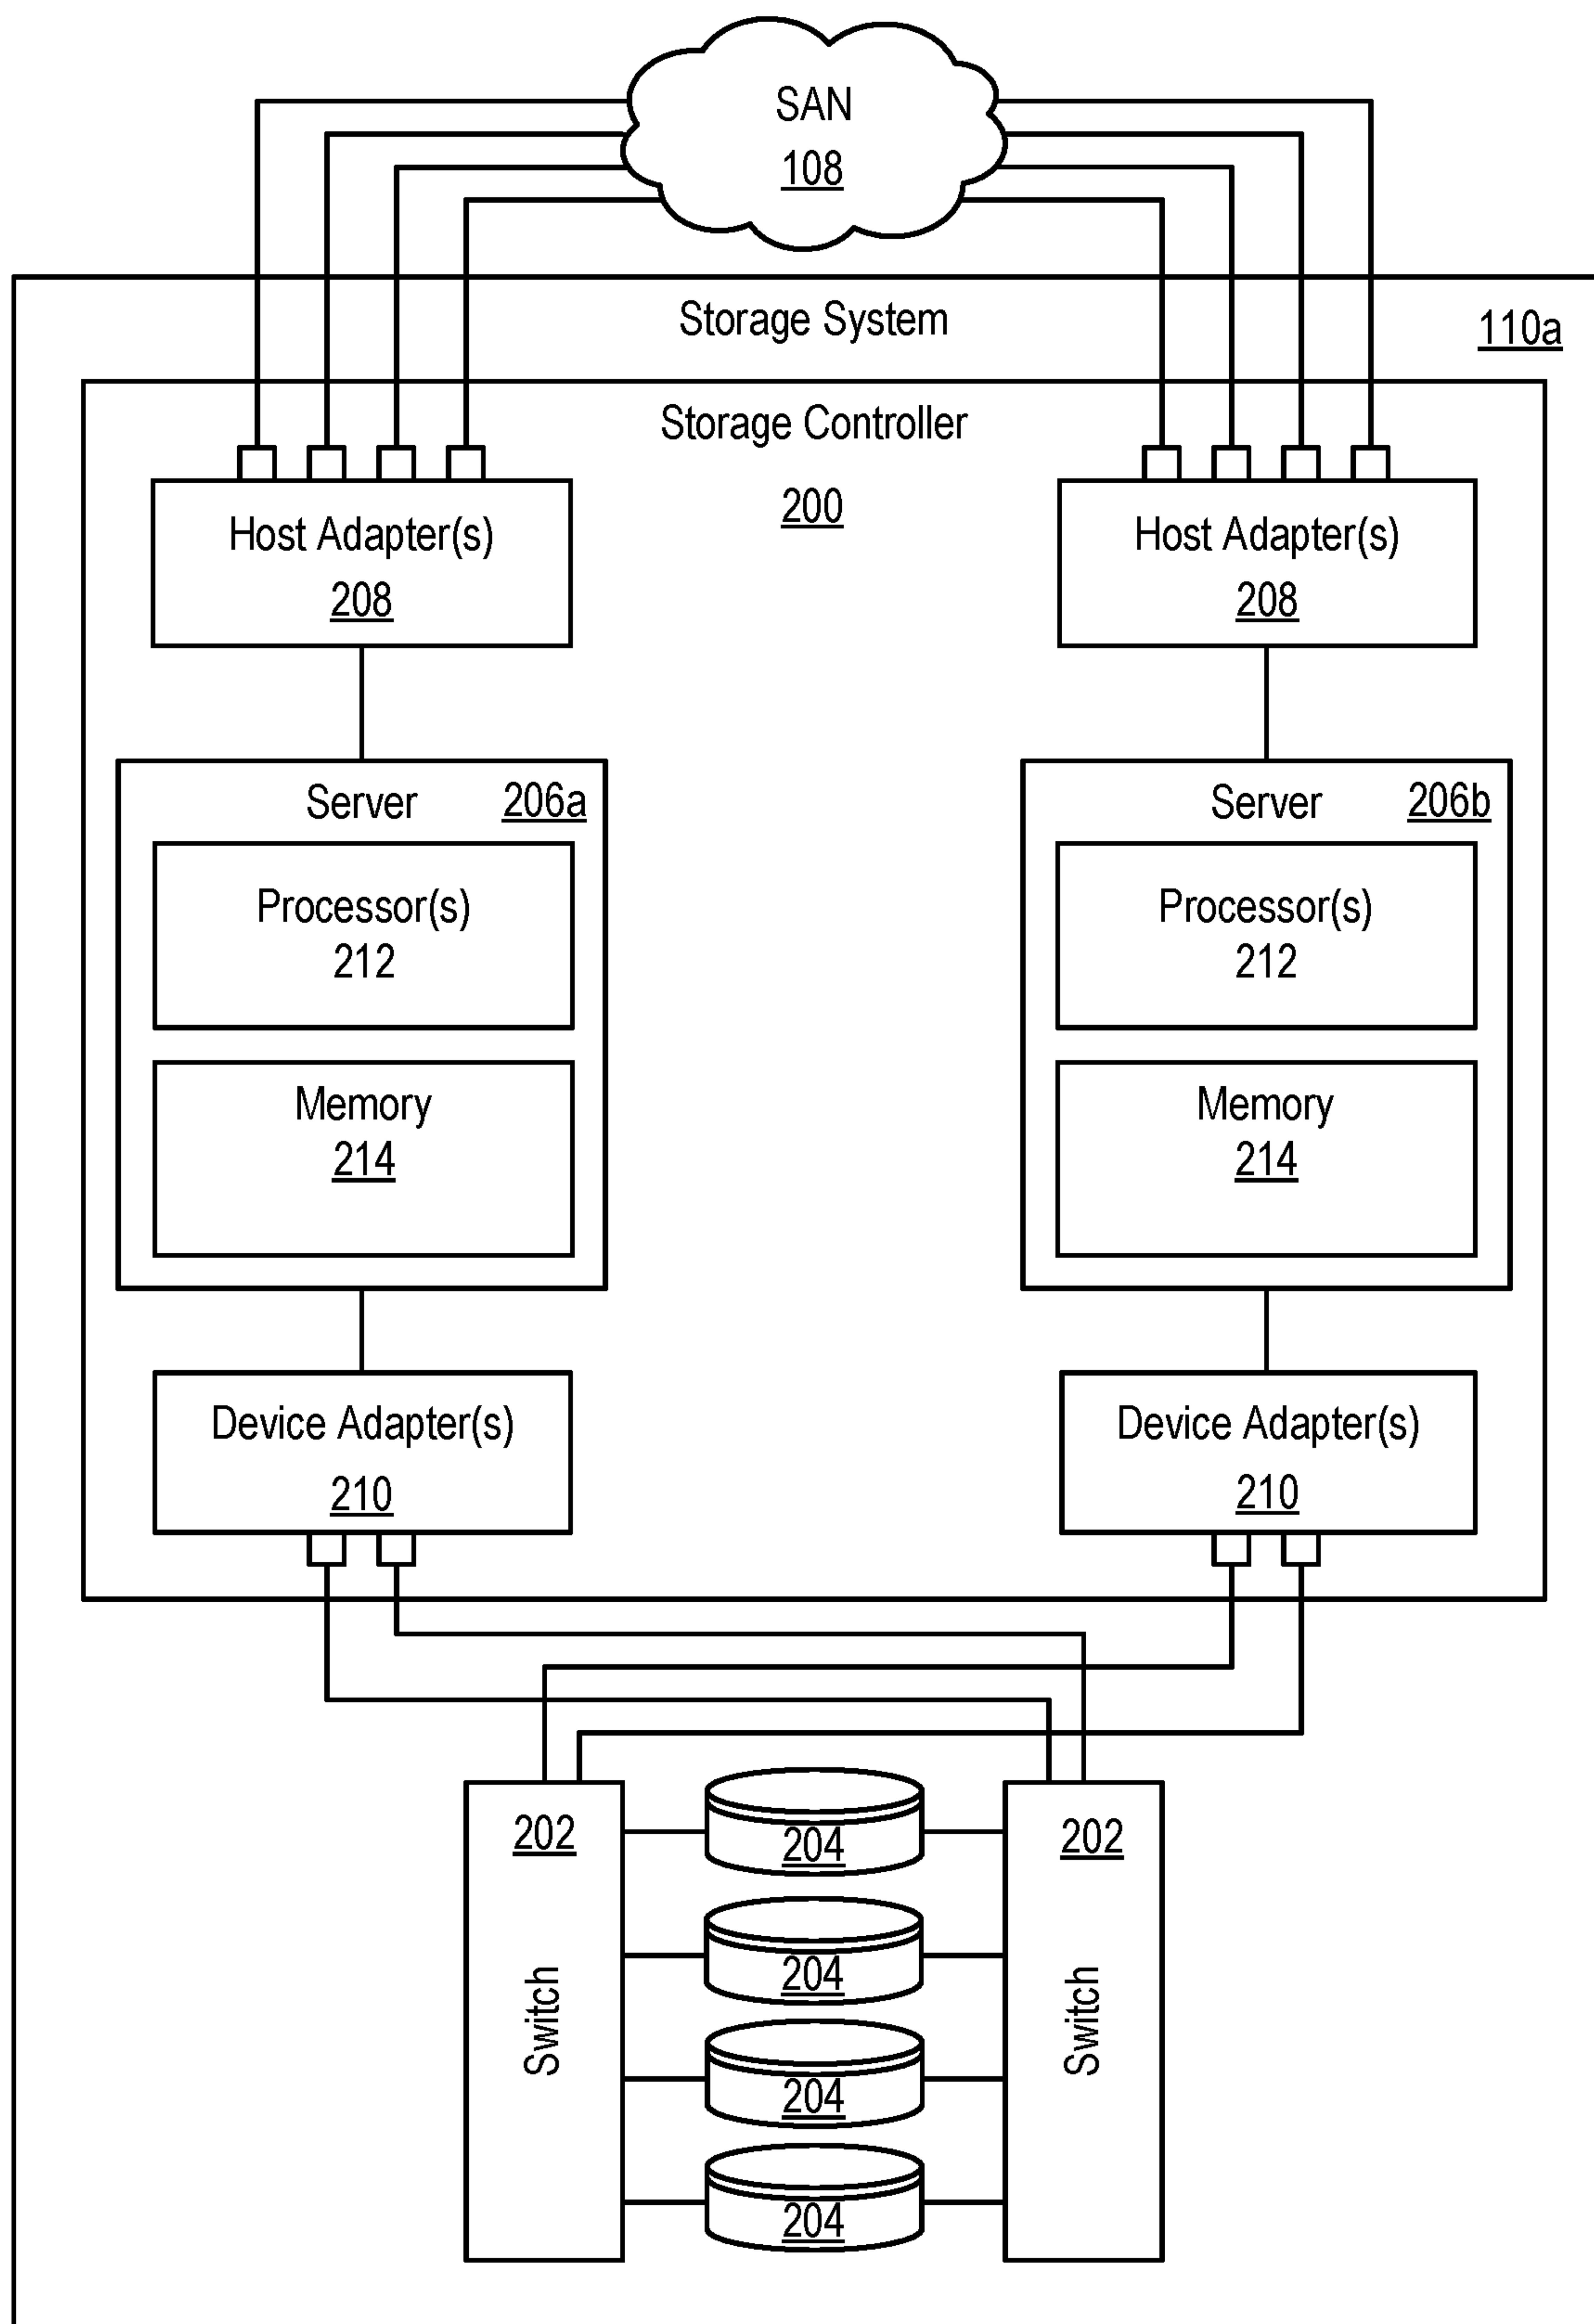 SAN
108
Storage System
110a
Storage Controller
200
Host Adapter(s)
208
Host Adapter(s)
208
Server 206a
Processor(s)
212
Memory
214
Server 206b
Processor(s)
212
Memory
214
Device Adapter(s)
210
Device Adapter(s)
210
202
Switch
204
204
204
204
202
Switch